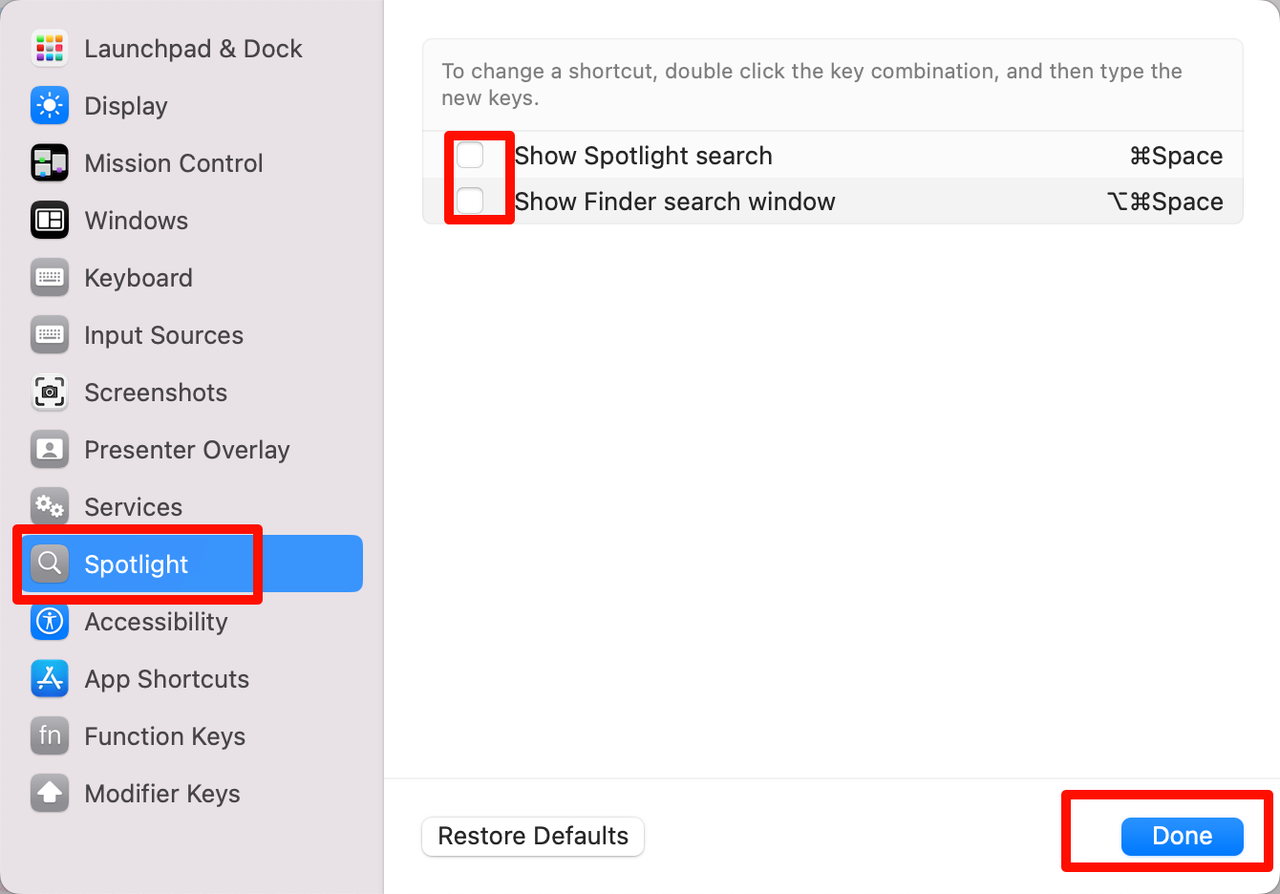 Launchpad & Dock
Display
Mission Control
Windows
Keyboard
Input Sources
Screenshots
Presenter Overlay
Services
Spotlight
Accessibility
App Shortcuts
fn Function Keys
Modifier Keys
To change a shortcut, double click the key combination, and then type the
new keys.
Show Spotlight search ⌘Space
Show Finder search window ⌥⌘Space
Restore Defaults
Done